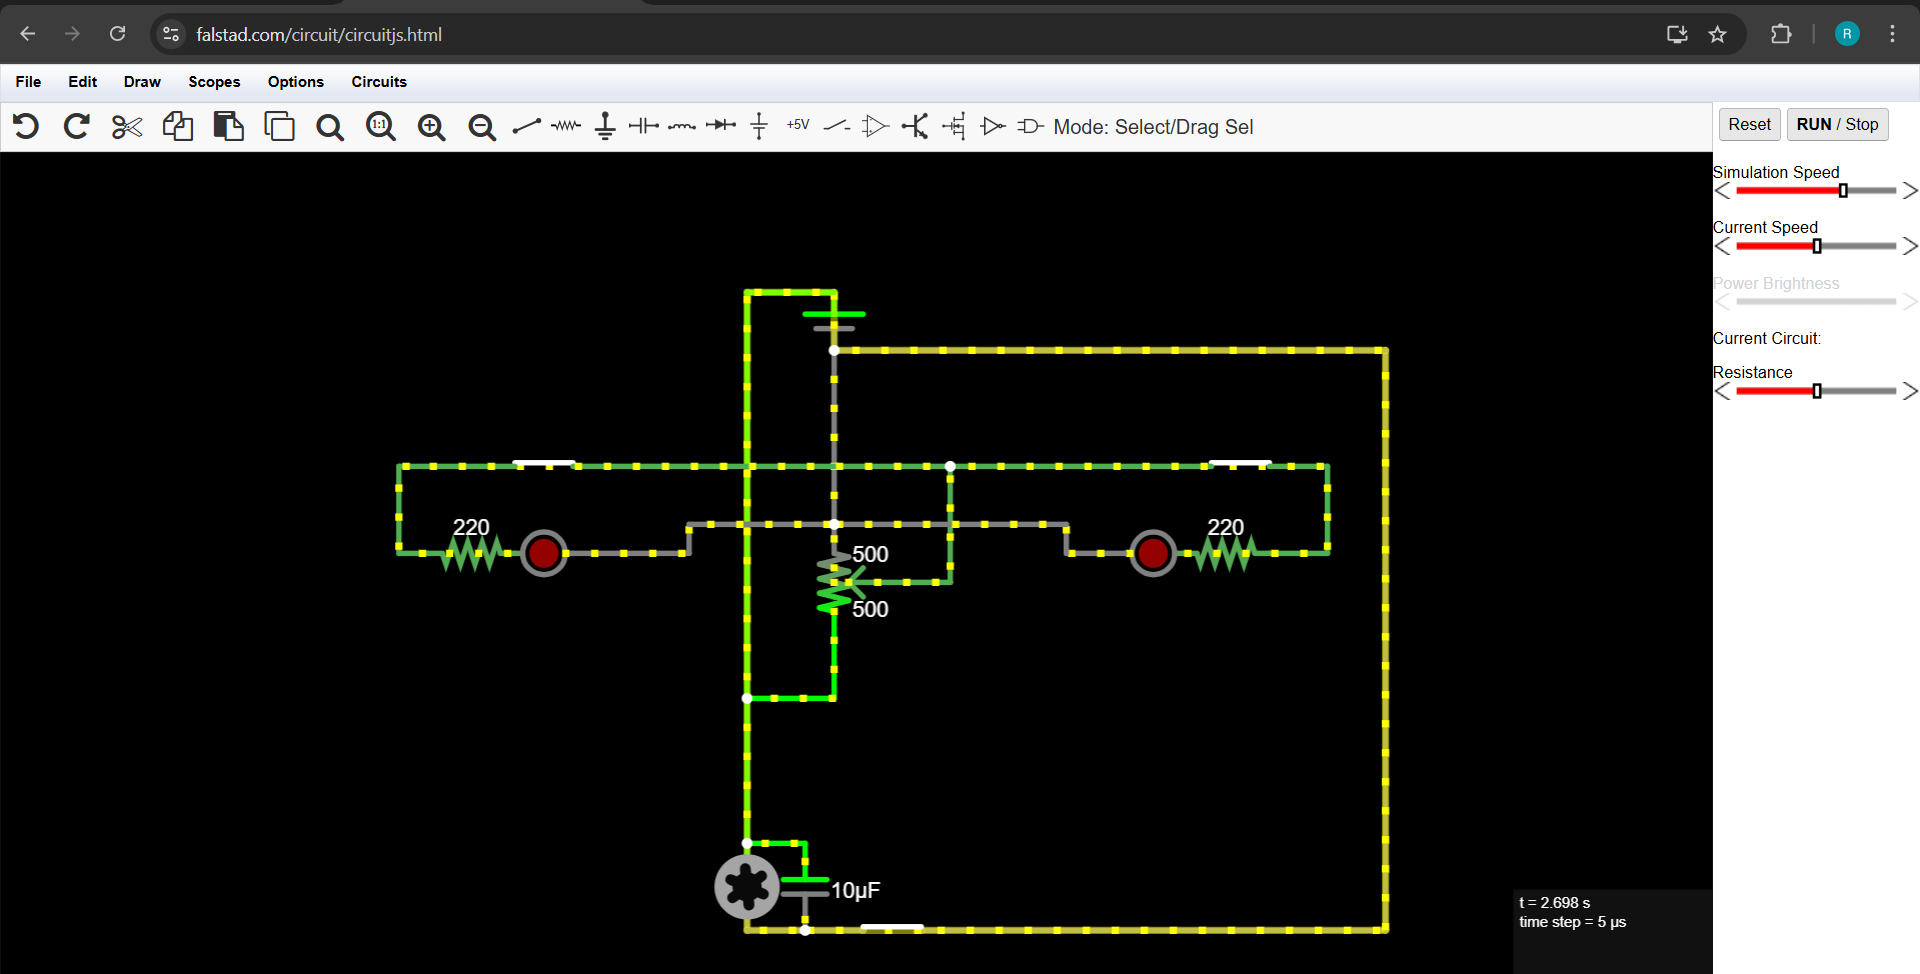 falstad.com/circuit/circuitjs.html
R
File Edit Draw Scopes Options Circuits
1:1 +5V Mode: Select/Drag Sel
Reset RUN / Stop
Simulation Speed
Current Speed
Power Brightness
Current Circuit:
Resistance
220
220
500
500
10µF
t = 2.698 s
time step = 5 µs